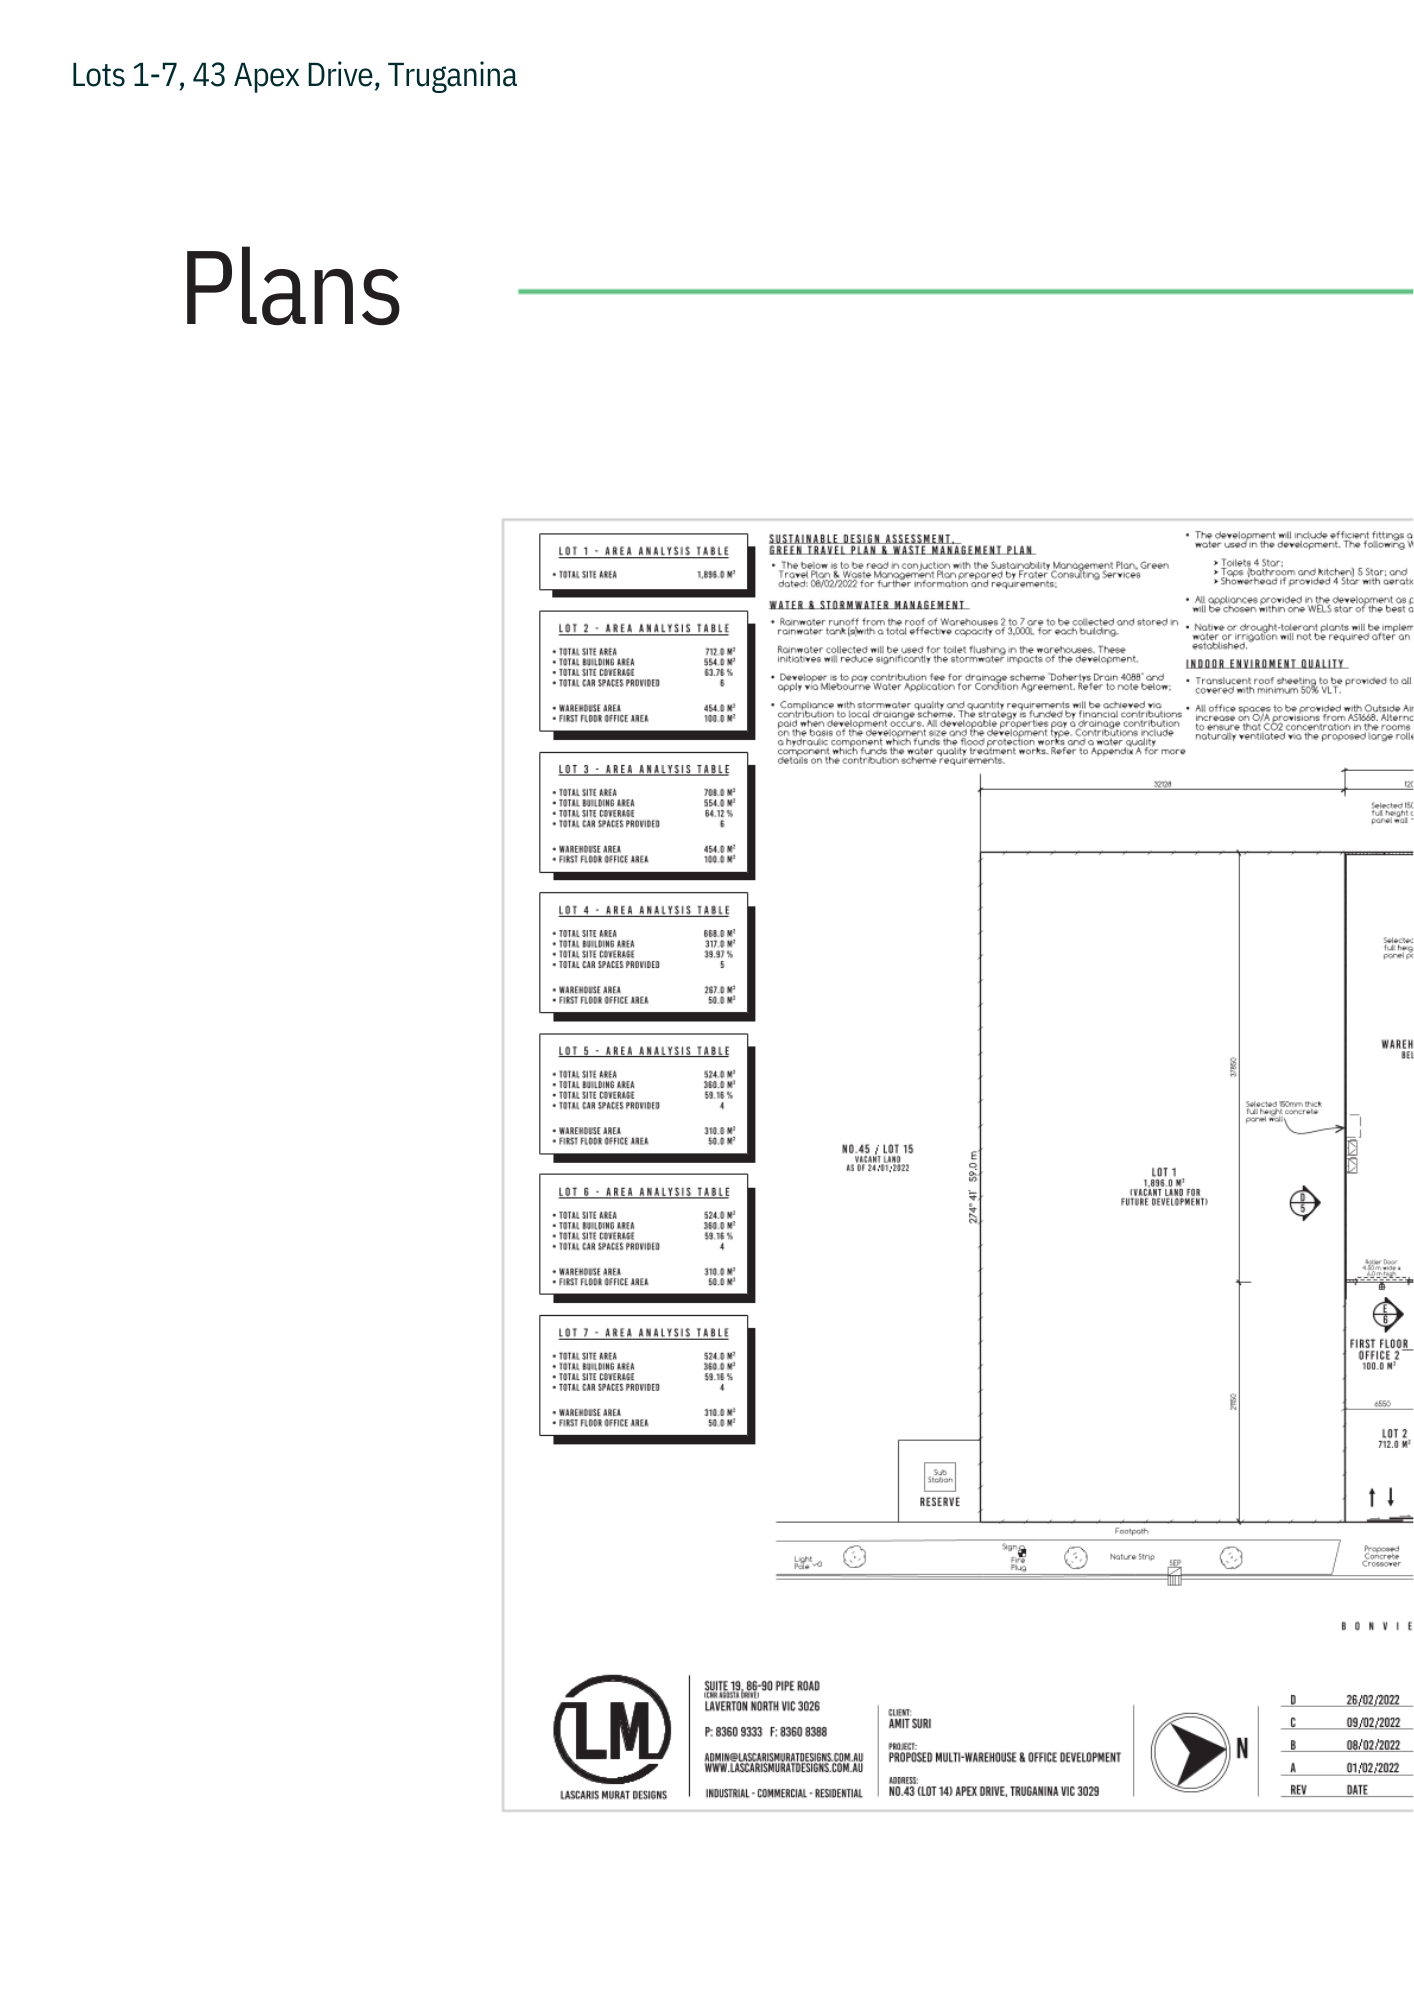 Lots 1-7, 43 Apex Drive, Truganina
Plans
LOT 1 - AREA ANALYSIS TABLE
• TOTAL SITE AREA 1,896.0 M²
LOT 2 - AREA ANALYSIS TABLE
• TOTAL SITE AREA 712.0 M²
• TOTAL BUILDING AREA 554.0 M²
• TOTAL SITE COVERAGE 63.76 %
• TOTAL CAR SPACES PROVIDED 6
• WAREHOUSE AREA 454.0 M²
• FIRST FLOOR OFFICE AREA 100.0 M²
LOT 3 - AREA ANALYSIS TABLE
• TOTAL SITE AREA 708.0 M²
• TOTAL BUILDING AREA 554.0 M²
• TOTAL SITE COVERAGE 64.12 %
• TOTAL CAR SPACES PROVIDED 6
• WAREHOUSE AREA 454.0 M²
• FIRST FLOOR OFFICE AREA 100.0 M²
LOT 4 - AREA ANALYSIS TABLE
• TOTAL SITE AREA 668.0 M²
• TOTAL BUILDING AREA 317.0 M²
• TOTAL SITE COVERAGE 39.97 %
• TOTAL CAR SPACES PROVIDED 5
• WAREHOUSE AREA 267.0 M²
• FIRST FLOOR OFFICE AREA 50.0 M²
LOT 5 - AREA ANALYSIS TABLE
• TOTAL SITE AREA 524.0 M²
• TOTAL BUILDING AREA 360.0 M²
• TOTAL SITE COVERAGE 59.16 %
• TOTAL CAR SPACES PROVIDED 4
• WAREHOUSE AREA 310.0 M²
• FIRST FLOOR OFFICE AREA 50.0 M²
LOT 6 - AREA ANALYSIS TABLE
• TOTAL SITE AREA 524.0 M²
• TOTAL BUILDING AREA 360.0 M²
• TOTAL SITE COVERAGE 59.16 %
• TOTAL CAR SPACES PROVIDED 4
• WAREHOUSE AREA 310.0 M²
• FIRST FLOOR OFFICE AREA 50.0 M²
LOT 7 - AREA ANALYSIS TABLE
• TOTAL SITE AREA 524.0 M²
• TOTAL BUILDING AREA 360.0 M²
• TOTAL SITE COVERAGE 59.16 %
• TOTAL CAR SPACES PROVIDED 4
• WAREHOUSE AREA 310.0 M²
• FIRST FLOOR OFFICE AREA 50.0 M²
SUSTAINABLE DESIGN ASSESSMENT,
GREEN TRAVEL PLAN & WASTE MANAGEMENT PLAN
• The below is to be read in conjuction with the Sustainability Management Plan, Green
Travel Plan & Waste Management Plan prepared by Frater Consulting Services
dated: 08/02/2022 for further information and requirements;
WATER & STORMWATER MANAGEMENT
• Rainwater runoff from the roof of Warehouses 2 to 7 are to be collected and stored in
rainwater tank(s)with a total effective capacity of 3,000L for each building.
Rainwater collected will be used for toilet flushing in the warehouses. These
initiatives will reduce significantly the stormwater impacts of the development.
• Developer is to pay contribution fee for drainage scheme "Dohertys Drain 4088" and
apply via Mlebourne Water Application for Condition Agreement. Refer to note below;
• Compliance with stormwater quality and quantity requirements will be achieved via
contribution to local draiange scheme. The strategy is funded by financial contributions
paid when development occurs. All developable properties pay a drainage contribution
on the basis of the development size and the development type. Contributions include
a hydraulic component which funds the flood protection works and a water quality
component which funds the water quality treatment works. Refer to Appendix A for more
details on the contribution scheme requirements.
• The development will include efficient fittings a
water used in the development. The following W
➤ Toilets 4 Star;
➤ Taps (bathroom and kitchen) 5 Star; and
➤ Showerhead if provided 4 Star with aeratio
• All appliances provided in the development as p
will be chosen within one WELS star of the best a
• Native or drought-tolerant plants will be implem
water or irrigation will not be required after an
established.
INDOOR ENVIROMENT QUALITY
• Translucent roof sheeting to be provided to all
covered with minimum 50% VLT.
• All office spaces to be provided with Outside Air
increase on O/A provisions from AS1668. Alterna
to ensure that CO2 concentration in the rooms
naturally ventilated via the proposed large rolle
32128
120
Selected 150
full height c
panel wall
Selected
full heig
panel pa
WAREH
BEL
37850
Selected 150mm thick
full height concrete
panel wall
NO.45 / LOT 15
VACANT LAND
AS OF 24/01/2022
274° 41' 59.0 m
LOT 1
1,896.0 M²
(VACANT LAND FOR
FUTURE DEVELOPMENT)
D
5
Roller Door
4.50 m wide x
6.0 m high
E
6
FIRST FLOOR
OFFICE 2
100.0 M²
21150
6550
LOT 2
712.0 M²
Sub
Station
RESERVE
Footpath
Light
Pole
Sign
Fire
Plug
Nature Strip
SEP
Proposed
Concrete
Crossover
BONVIE
LM
LASCARIS MURAT DESIGNS
SUITE 19, 86-90 PIPE ROAD
(CNR AGOSTA DRIVE)
LAVERTON NORTH VIC 3026
P: 8360 9333 F: 8360 8388
ADMIN@LASCARISMURATDESIGNS.COM.AU
WWW.LASCARISMURATDESIGNS.COM.AU
INDUSTRIAL - COMMERCIAL - RESIDENTIAL
CLIENT:
AMIT SURI
PROJECT:
PROPOSED MULTI-WAREHOUSE & OFFICE DEVELOPMENT
ADDRESS:
NO.43 (LOT 14) APEX DRIVE, TRUGANINA VIC 3029
N
D 26/02/2022
C 09/02/2022
B 08/02/2022
A 01/02/2022
REV DATE